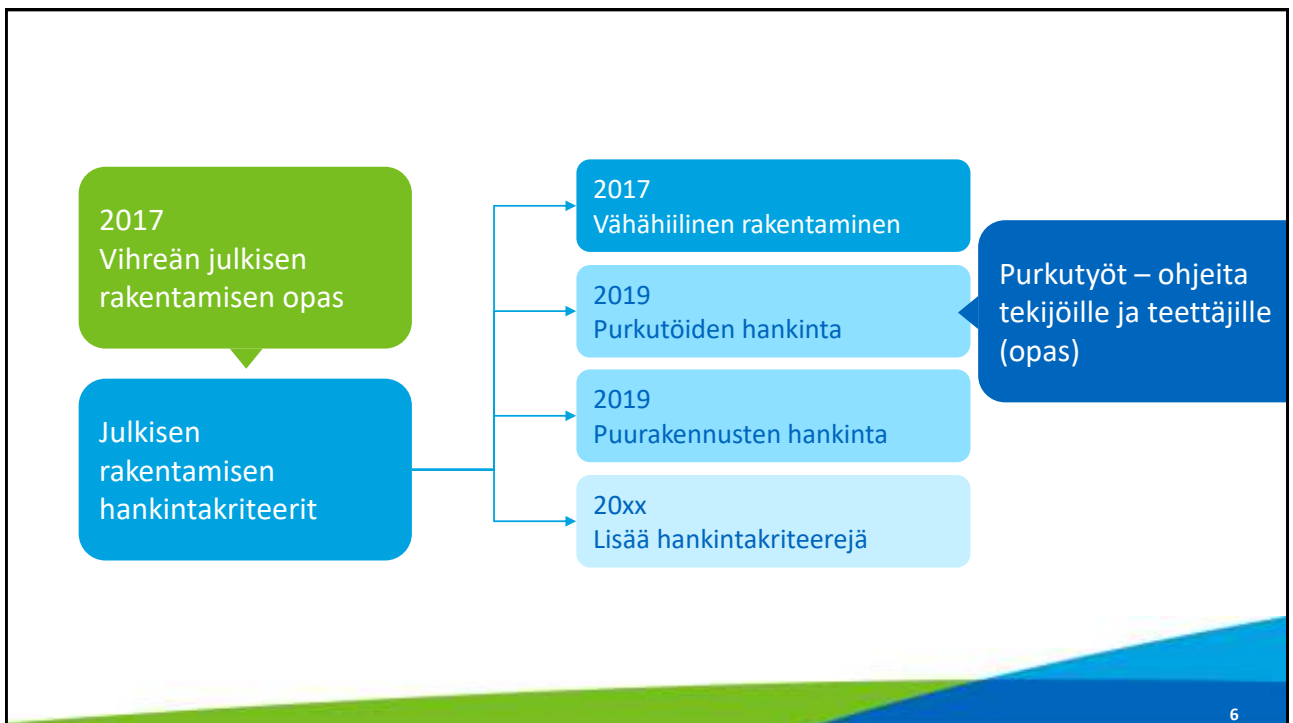 2017
Vihreän julkisen
rakentamisen opas
Julkisen
rakentamisen
hankintakriteerit
2017
Vähähiilinen rakentaminen
2019
Purkutöiden hankinta
2019
Puurakennusten hankinta
20xx
Lisää hankintakriteerejä
Purkutyöt – ohjeita
tekijöille ja teettäjille
(opas)
6